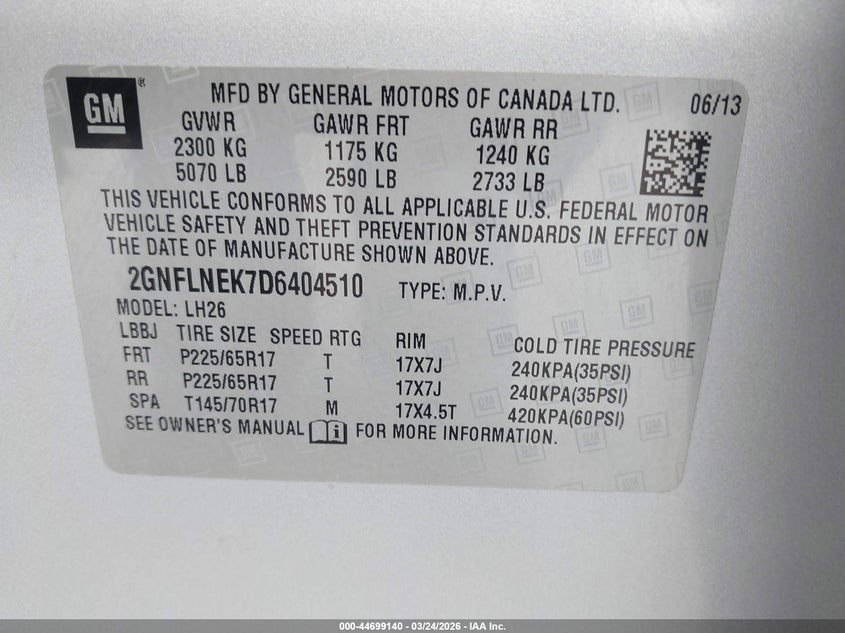 GM ®
MFD BY GENERAL MOTORS OF CANADA LTD. 06/13
GVWR GAWR FRT GAWR RR
2300 KG 1175 KG 1240 KG
5070 LB 2590 LB 2733 LB
THIS VEHICLE CONFORMS TO ALL APPLICABLE U.S. FEDERAL MOTOR
VEHICLE SAFETY AND THEFT PREVENTION STANDARDS IN EFFECT ON
THE DATE OF MANUFACTURE SHOWN ABOVE.
2GNFLNEK7D6404510 TYPE: M.P.V.
MODEL: LH26
LBBJ TIRE SIZE SPEED RTG RIM COLD TIRE PRESSURE
FRT P225/65R17 T 17X7J 240KPA(35PSI)
RR P225/65R17 T 17X7J 240KPA(35PSI)
SPA T145/70R17 M 17X4.5T 420KPA(60PSI)
SEE OWNER'S MANUAL i FOR MORE INFORMATION.
000-44699140 - 03/24/2026 - IAA Inc.